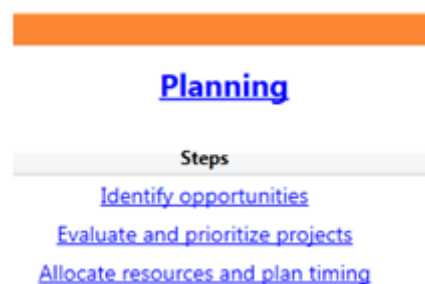 Planning
Steps
Identify opportunities
Evaluate and prioritize projects
Allocate resources and plan timing